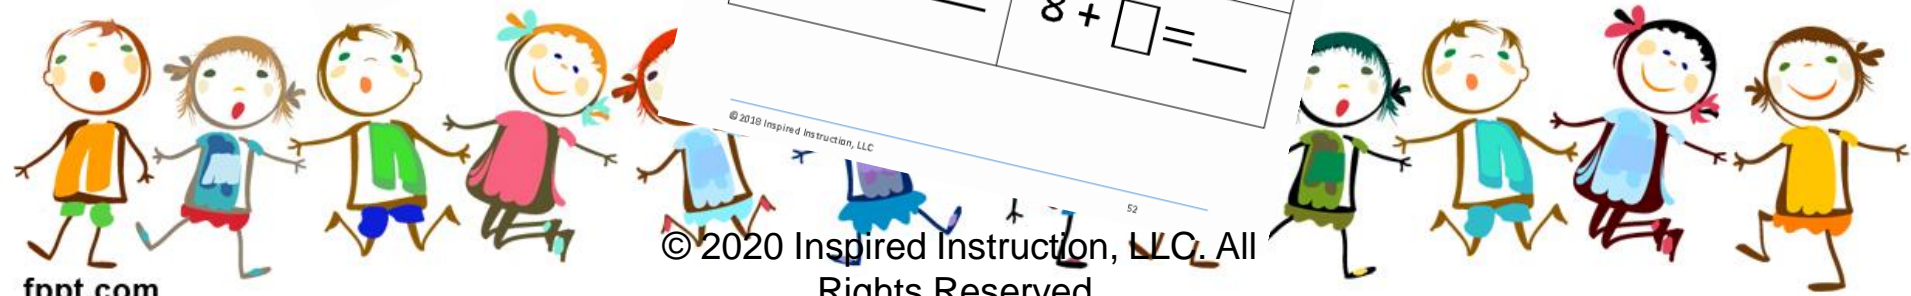 8 + □ = __
© 2018 Inspired Instruction, LLC
52
© 2020 Inspired Instruction, LLC. All
Rights Reserved
fppt.com